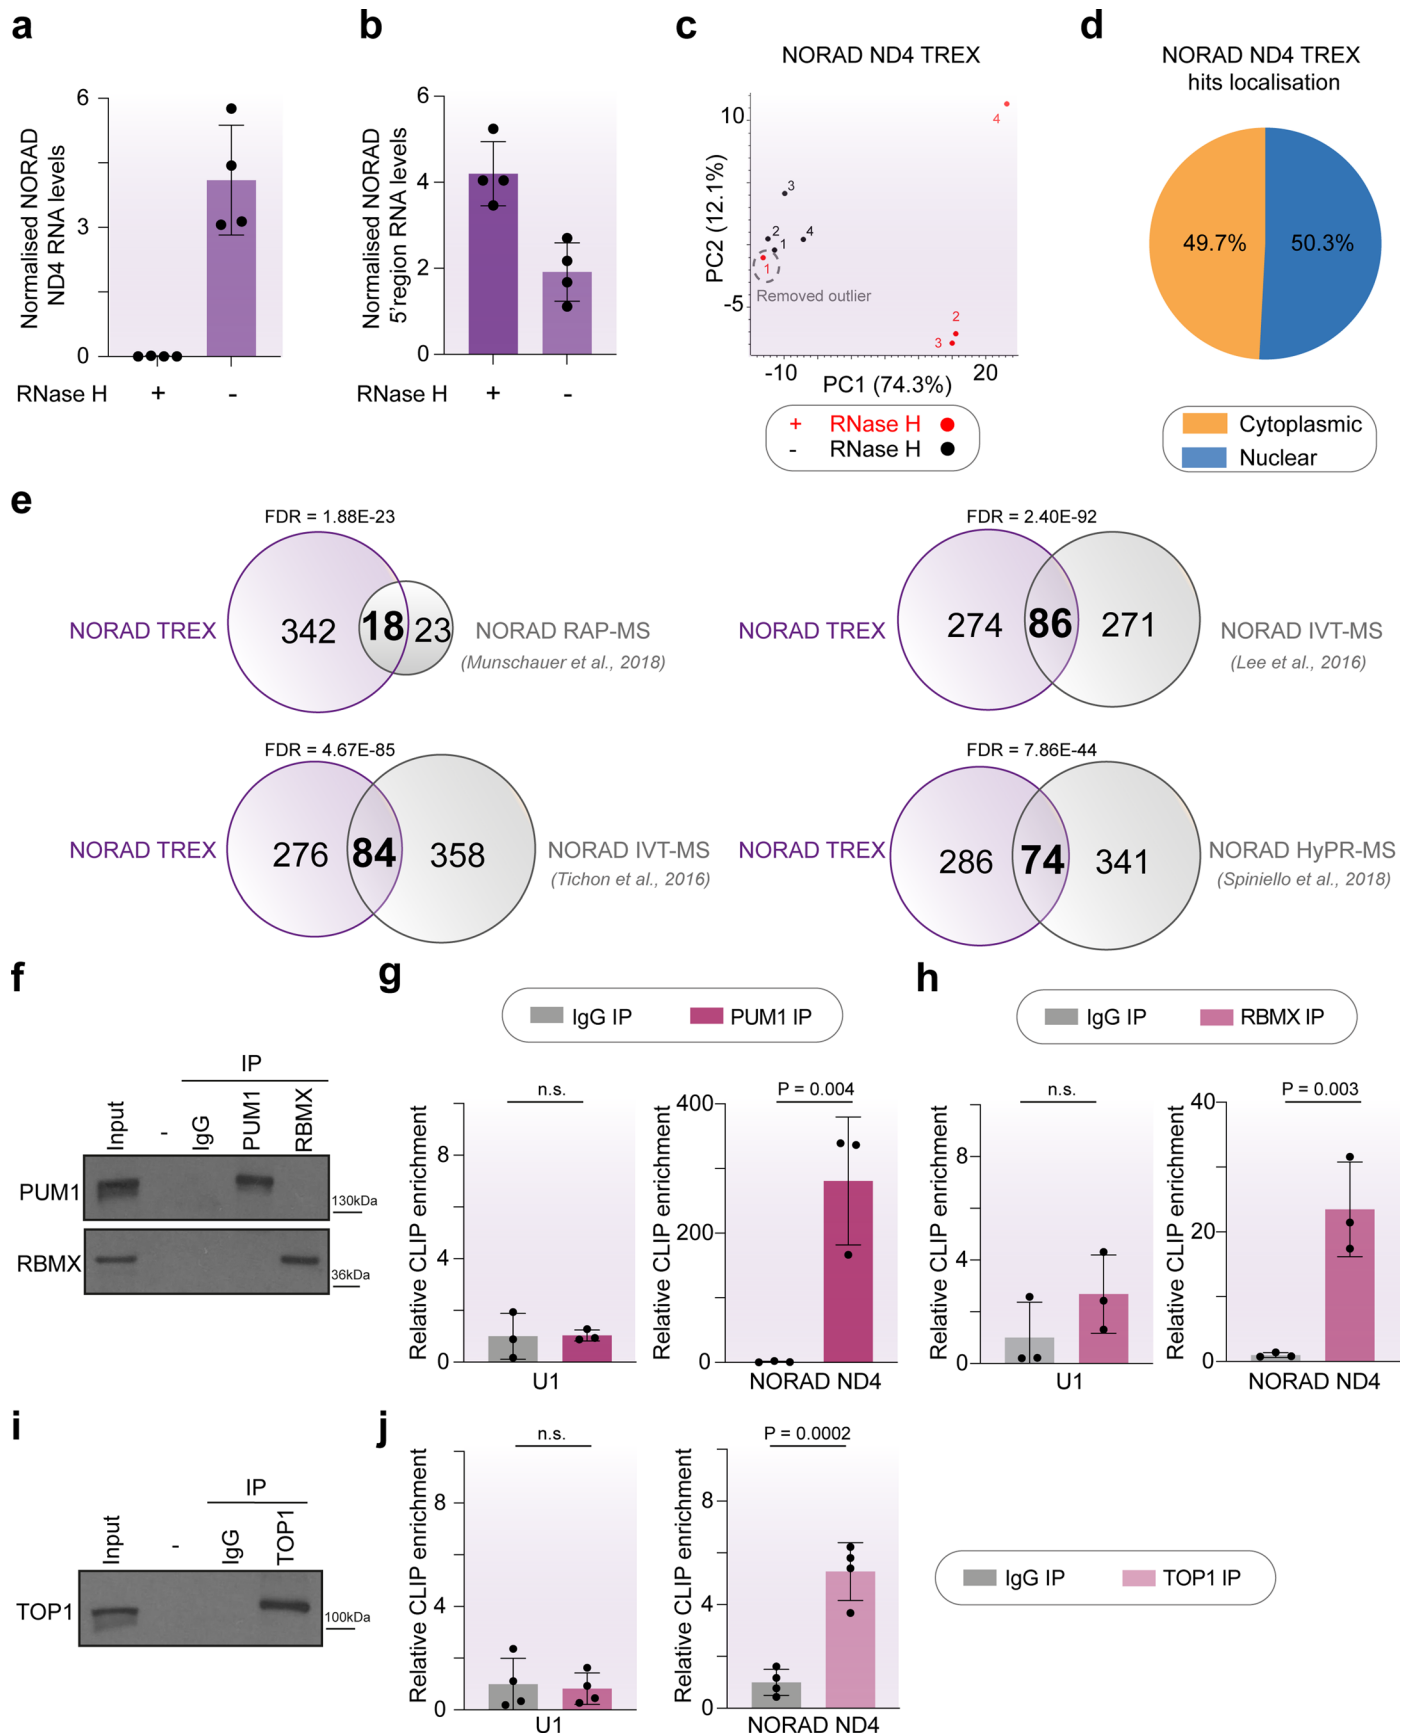 a
Normalised NORAD
ND4 RNA levels
6
3
0
RNase H + -
b
Normalised NORAD
5'region RNA levels
6
4
2
0
RNase H + -
c
NORAD ND4 TREX
PC2 (12.1%)
10
-5
4
3
2
1
4
1
Removed outlier
2
3
-10
20
PC1 (74.3%)
+ RNase H
- RNase H
d
NORAD ND4 TREX
hits localisation
49.7%
50.3%
Cytoplasmic
Nuclear
e
FDR = 1.88E-23
NORAD TREX
342
18
23
NORAD RAP-MS
(Munschauer et al., 2018)
FDR = 2.40E-92
NORAD TREX
274
86
271
NORAD IVT-MS
(Lee et al., 2016)
FDR = 4.67E-85
NORAD TREX
276
84
358
NORAD IVT-MS
(Tichon et al., 2016)
FDR = 7.86E-44
NORAD TREX
286
74
341
NORAD HyPR-MS
(Spiniello et al., 2018)
f
IP
Input
-
IgG
PUM1
RBMX
PUM1
130kDa
RBMX
36kDa
g
IgG IP
PUM1 IP
Relative CLIP enrichment
8
4
0
n.s.
U1
Relative CLIP enrichment
400
200
0
P = 0.004
NORAD ND4
h
IgG IP
RBMX IP
Relative CLIP enrichment
8
4
0
n.s.
U1
Relative CLIP enrichment
40
20
0
P = 0.003
NORAD ND4
i
IP
Input
-
IgG
TOP1
TOP1
100kDa
j
Relative CLIP enrichment
8
4
0
n.s.
U1
Relative CLIP enrichment
8
4
0
P = 0.0002
NORAD ND4
IgG IP
TOP1 IP